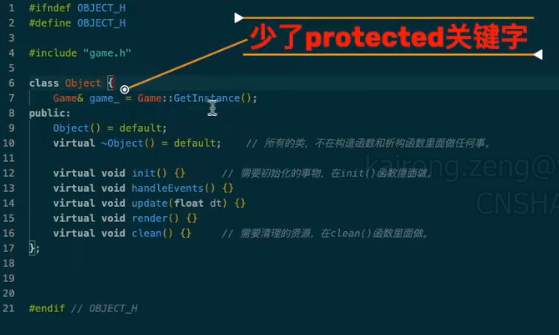 少了protected关键字
1 #ifndef OBJECT_H
2 #define OBJECT_H
3
4 #include "game.h"
5
6 class Object {
7     Game& game_ = Game::GetInstance();
8 public:
9     Object() = default;
10     virtual ~Object() = default;    // 所有的类，不在构造函数和析构函数里面做任何事。
11
12     virtual void init() {}    // 需要初始化的事物，在init()函数里面做。
13     virtual void handleEvents() {}
14     virtual void update(float dt) {}
15     virtual void render() {}
16     virtual void clean() {}    // 需要清理的资源，在clean()函数里面做。
17 };
18
19
20
21 #endif // OBJECT_H
kairong.zeng@
CNSHA